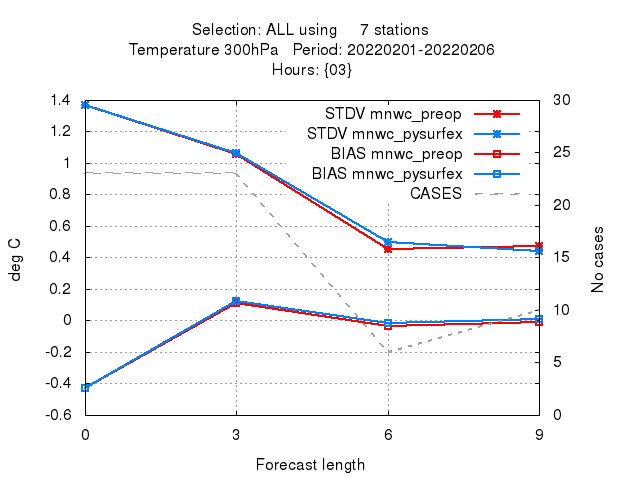 Selection: ALL using 7 stations
Temperature 300hPa Period: 20220201-20220206
Hours: {03}
STDV mnwc_preop
STDV mnwc_pysurfex
BIAS mnwc_preop
BIAS mnwc_pysurfex
CASES
1.4
1.2
1
0.8
0.6
0.4
0.2
0
-0.2
-0.4
-0.6
deg C
30
25
20
15
10
5
0
No cases
0 3 6 9
Forecast length